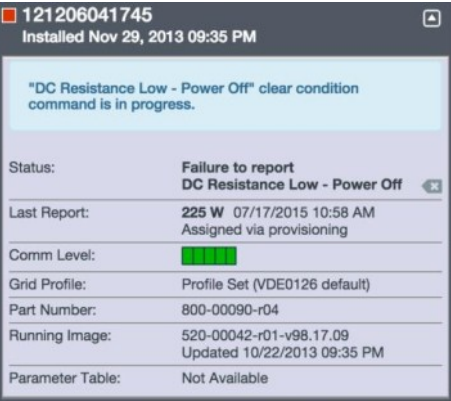 121206041745
Installed Nov 29, 2013 09:35 PM
"DC Resistance Low - Power Off" clear condition
command is in progress.
Status: Failure to report
DC Resistance Low - Power Off
Last Report: 225 W 07/17/2015 10:58 AM
Assigned via provisioning
Comm Level:
Grid Profile: Profile Set (VDE0126 default)
Part Number: 800-00090-r04
Running Image: 520-00042-r01-v98.17.09
Updated 10/22/2013 09:35 PM
Parameter Table: Not Available